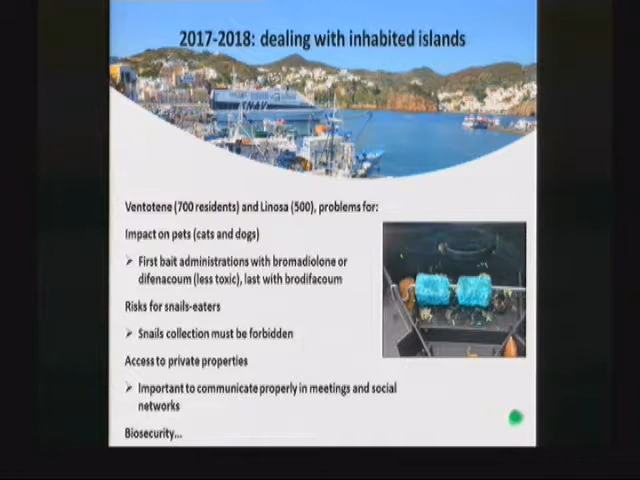 2017-2018: dealing with inhabited islands
SNAV
Ventotene (700 residents) and Linosa (500), problems for:
Impact on pets (cats and dogs)
➢ First bait administrations with bromadiolone or
difenacoum (less toxic), last with brodifacoum
Risks for snails-eaters
➢ Snails collection must be forbidden
Access to private properties
➢ Important to communicate properly in meetings and social
networks
Biosecurity...